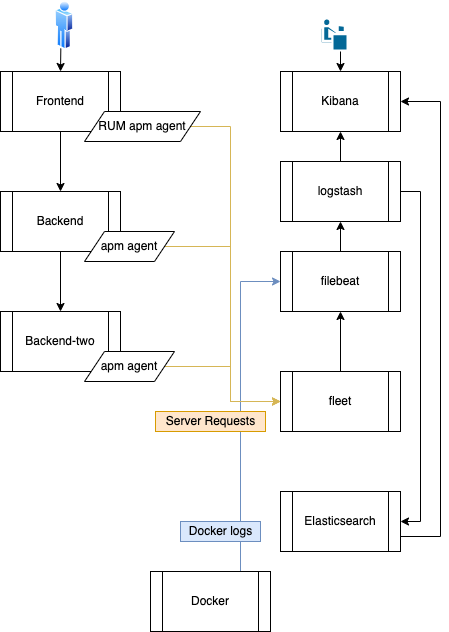 Frontend
RUM apm agent
Backend
apm agent
Backend-two
apm agent
Kibana
logstash
filebeat
fleet
Server Requests
Elasticsearch
Docker logs
Docker